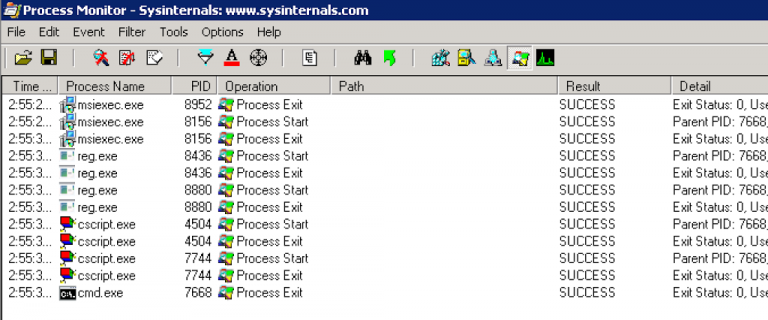 Process Monitor - Sysinternals: www.sysinternals.com
File Edit Event Filter Tools Options Help
Time ... Process Name PID Operation Path Result Detail
2:55:2... msiexec.exe 8952 Process Exit SUCCESS Exit Status: 0, Use
2:55:2... msiexec.exe 8156 Process Start SUCCESS Parent PID: 7668,
2:55:3... msiexec.exe 8156 Process Exit SUCCESS Exit Status: 0, Use
2:55:3... reg.exe 8436 Process Start SUCCESS Parent PID: 7668,
2:55:3... reg.exe 8436 Process Exit SUCCESS Exit Status: 0, Use
2:55:3... reg.exe 8880 Process Start SUCCESS Parent PID: 7668,
2:55:3... reg.exe 8880 Process Exit SUCCESS Exit Status: 0, Use
2:55:3... cscript.exe 4504 Process Start SUCCESS Parent PID: 7668,
2:55:3... cscript.exe 4504 Process Exit SUCCESS Exit Status: 0, Use
2:55:3... cscript.exe 7744 Process Start SUCCESS Parent PID: 7668,
2:55:3... cscript.exe 7744 Process Exit SUCCESS Exit Status: 0, Use
2:55:3... cmd.exe 7668 Process Exit SUCCESS Exit Status: 0, Use